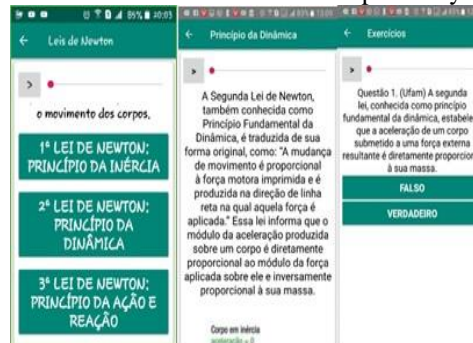 85% 20:03
← Leis de Newton
o movimento dos corpos.
1ª LEI DE NEWTON:
PRINCÍPIO DA INÉRCIA
2ª LEI DE NEWTON:
PRINCÍPIO DA
DINÂMICA
3ª LEI DE NEWTON:
PRINCÍPIO DA AÇÃO E
REAÇÃO
← Princípio da Dinâmica
A Segunda Lei de Newton,
também conhecida como
Princípio Fundamental da
Dinâmica, é traduzida de sua
forma original, como: "A mudança
de movimento é proporcional
à força motora imprimida e é
produzida na direção de linha
reta na qual aquela força é
aplicada." Essa lei informa que o
módulo da aceleração produzida
sobre um corpo é diretamente
proporcional ao módulo da força
aplicada sobre ele e inversamente
proporcional à sua massa.
Corpo em inércia
aceleração = 0
← Exercícios
Questão 1. (Ufam) A segunda
lei, conhecida como princípio
fundamental da dinâmica, estabele
que a aceleração de um corpo
submetido a uma força externa
resultante é diretamente proporcion
à sua massa.
FALSO
VERDADEIRO